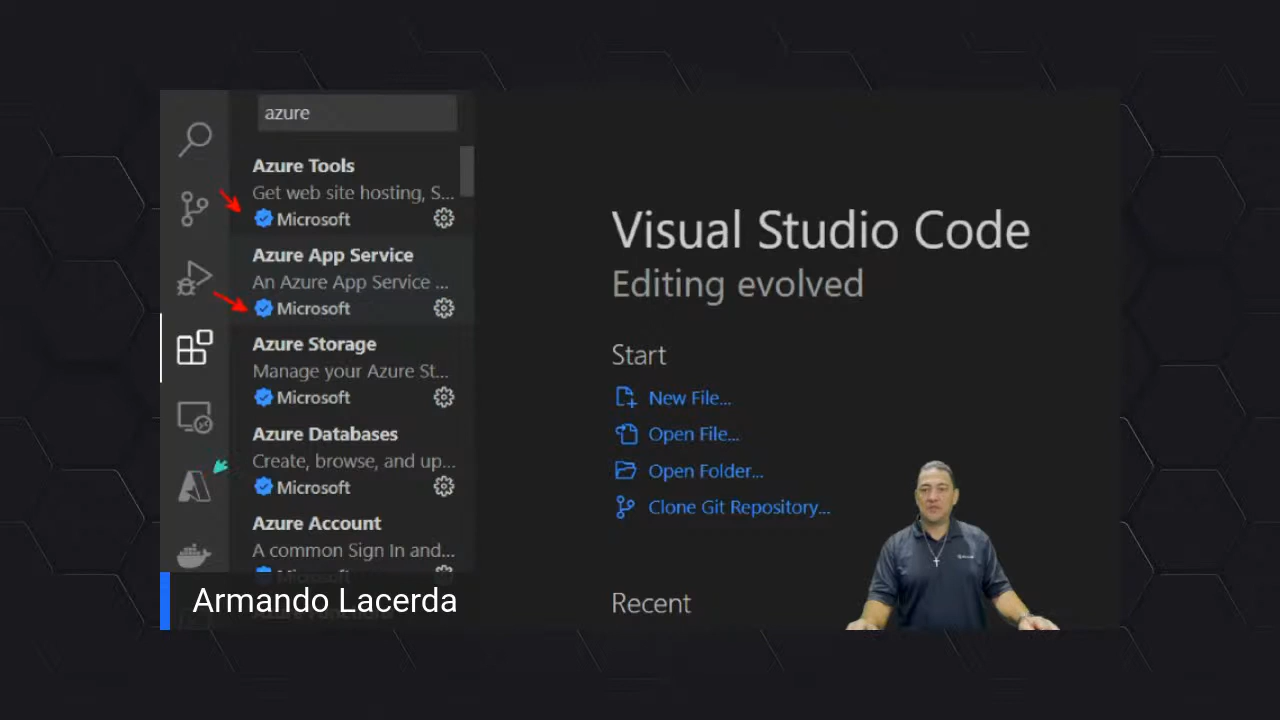 azure
Azure Tools
Get web site hosting, S...
Microsoft
Azure App Service
An Azure App Service ...
Microsoft
Azure Storage
Manage your Azure St...
Microsoft
Azure Databases
Create, browse, and up...
Microsoft
Azure Account
A common Sign In and...
Microsoft
Armando Lacerda
Visual Studio Code
Editing evolved
Start
New File...
Open File...
Open Folder...
Clone Git Repository...
Recent